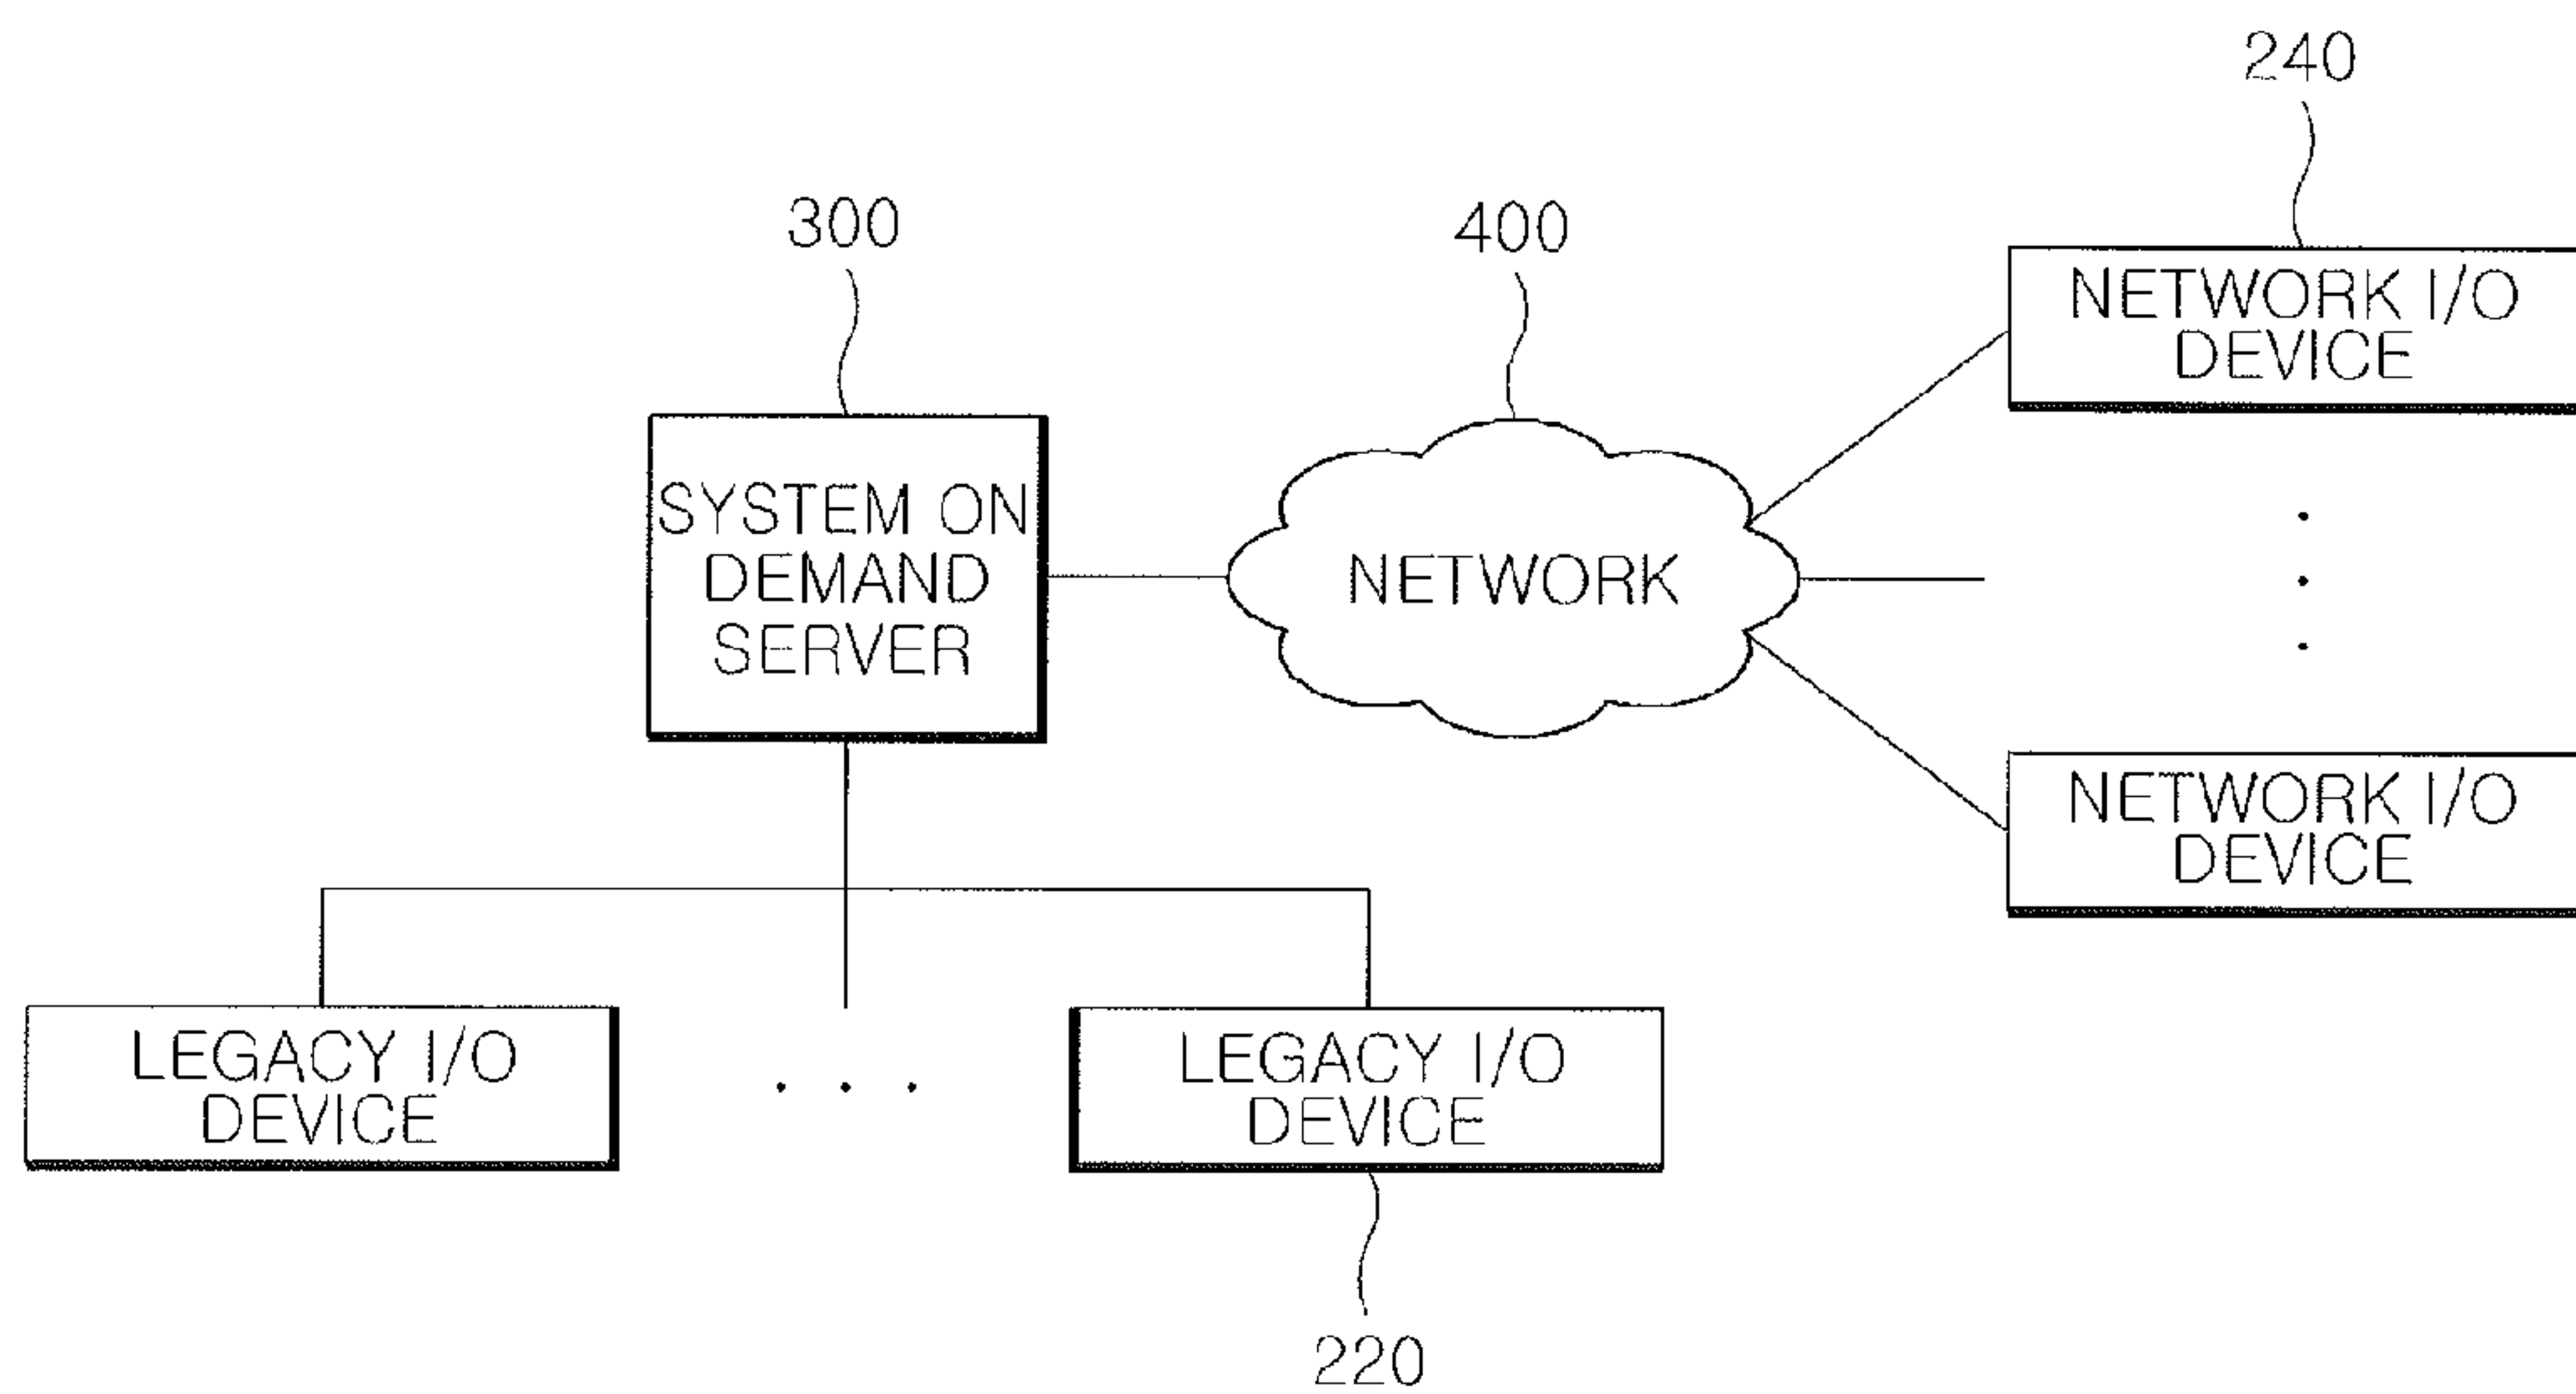 240
300
400
NETWORK I/O
DEVICE
SYSTEM ON
DEMAND
SERVER
NETWORK
NETWORK I/O
DEVICE
LEGACY I/O
DEVICE
LEGACY I/O
DEVICE
220